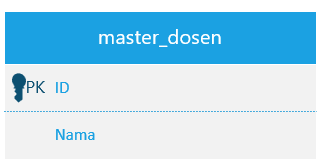 master_dosen
PK ID
Nama